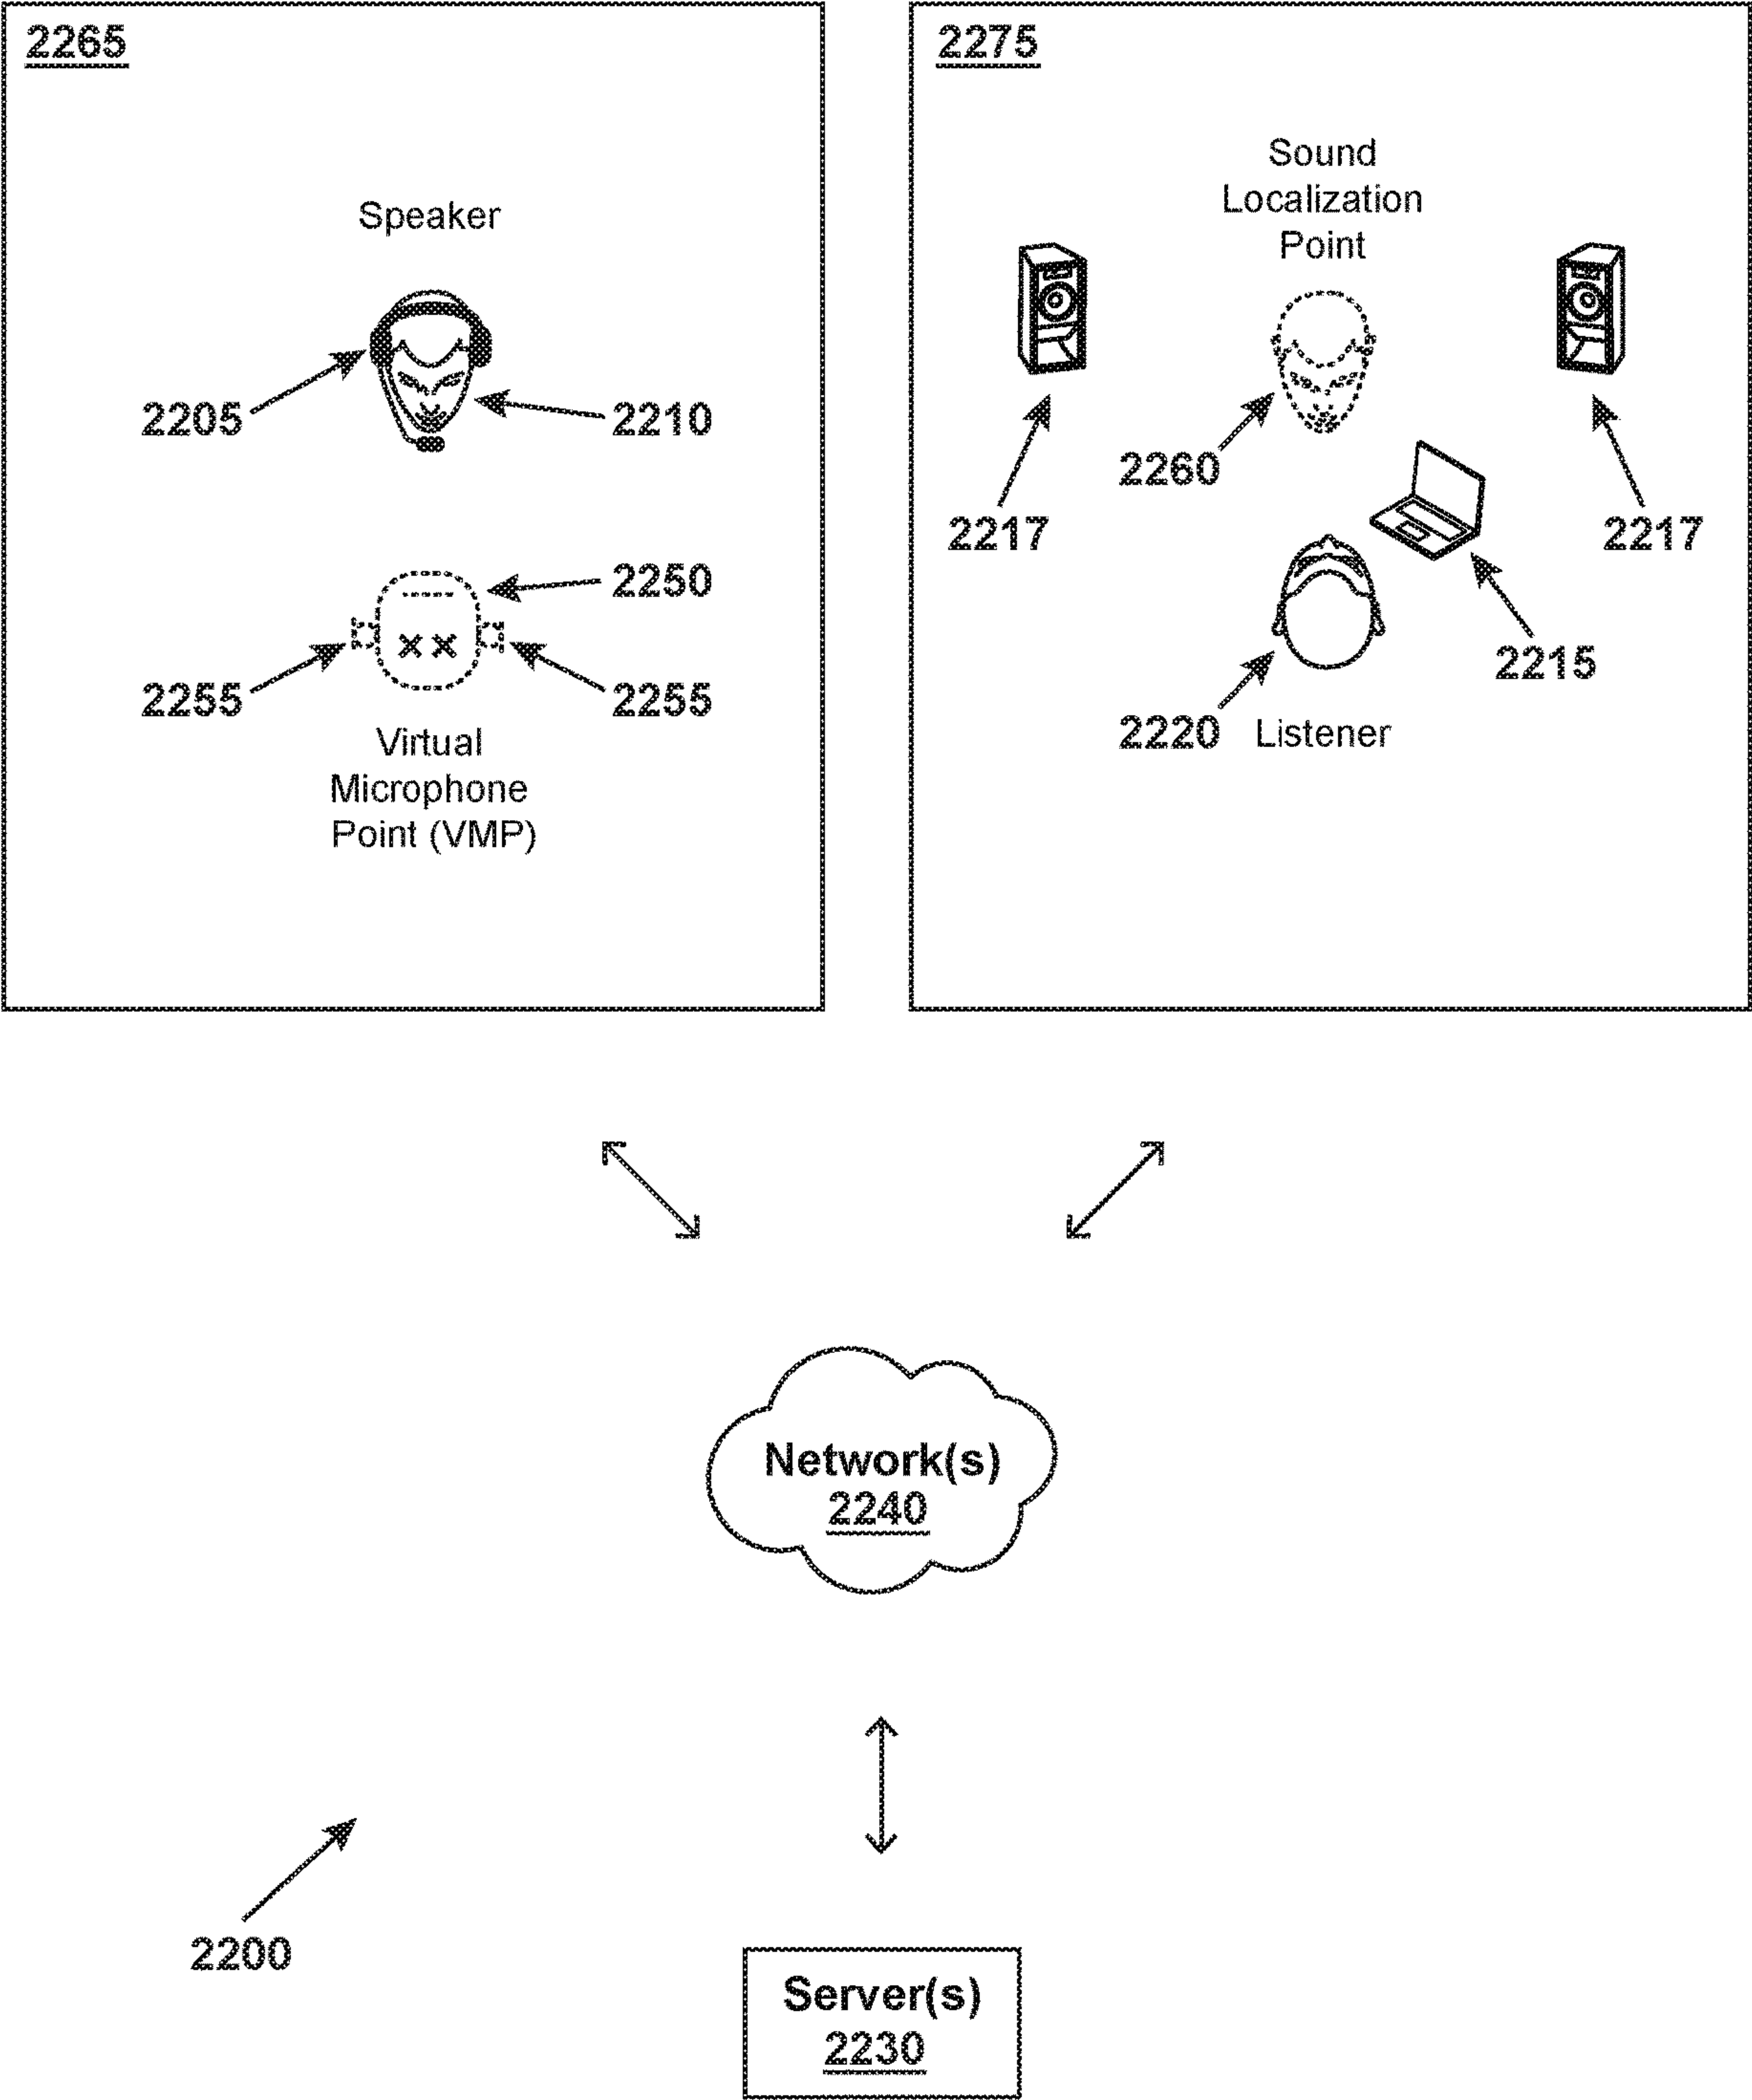 2265
Speaker
2205
2210
2250
2255
2255
Virtual
Microphone
Point (VMP)
2275
Sound
Localization
Point
2260
2217
2217
2215
2220 Listener
Network(s)
2240
2200
Server(s)
2230